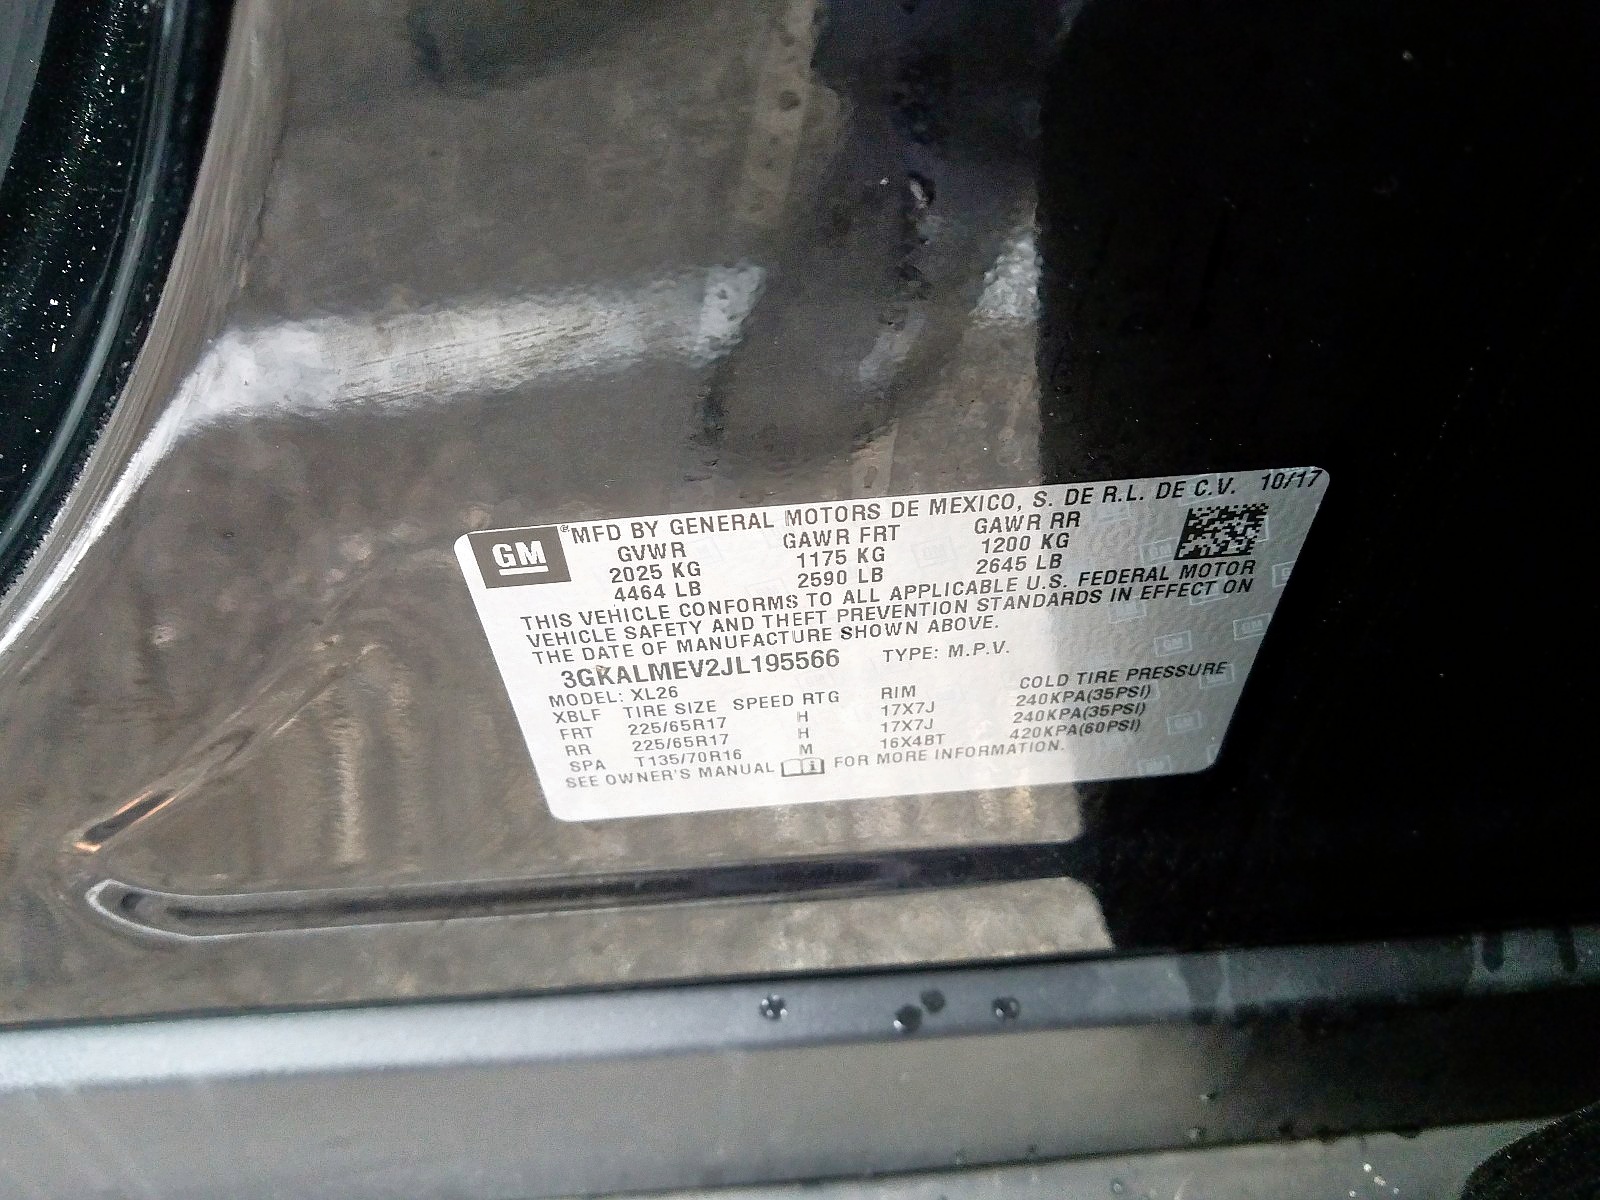 GM
® MFD BY GENERAL MOTORS DE MEXICO, S. DE R.L. DE C.V. 10/17
GVWR GAWR FRT GAWR RR
2025 KG 1175 KG 1200 KG
4464 LB 2590 LB 2645 LB
THIS VEHICLE CONFORMS TO ALL APPLICABLE U.S. FEDERAL MOTOR
VEHICLE SAFETY AND THEFT PREVENTION STANDARDS IN EFFECT ON
THE DATE OF MANUFACTURE SHOWN ABOVE.
3GKALMEV2JL195566 TYPE: M.P.V.
MODEL: XL26
XBLF TIRE SIZE SPEED RTG RIM COLD TIRE PRESSURE
FRT 225/65R17 H 17X7J 240KPA(35PSI)
RR 225/65R17 H 17X7J 240KPA(35PSI)
SPA T135/70R16 M 16X4BT 420KPA(60PSI)
SEE OWNER'S MANUAL FOR MORE INFORMATION.